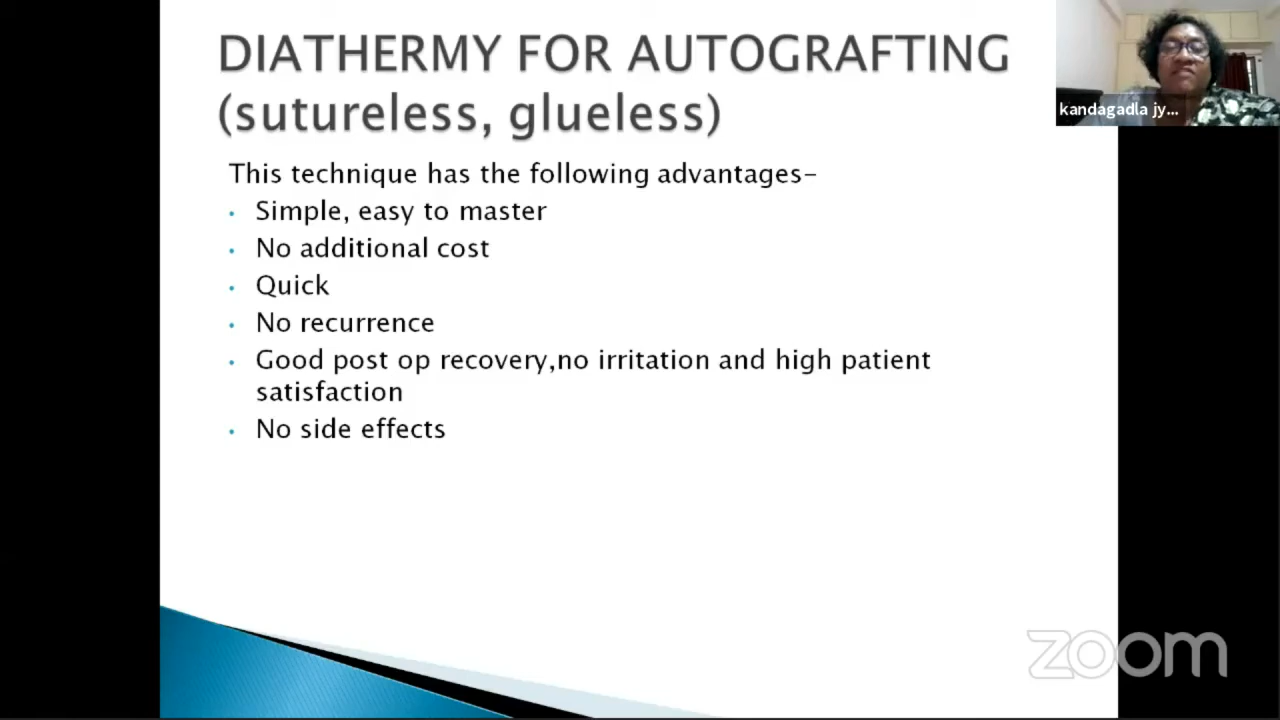 DIATHERMY FOR AUTOGRAFTING
(sutureless, glueless)
This technique has the following advantages-
• Simple, easy to master
• No additional cost
• Quick
• No recurrence
• Good post op recovery,no irritation and high patient
satisfaction
• No side effects
kandagadla jy...
zoom